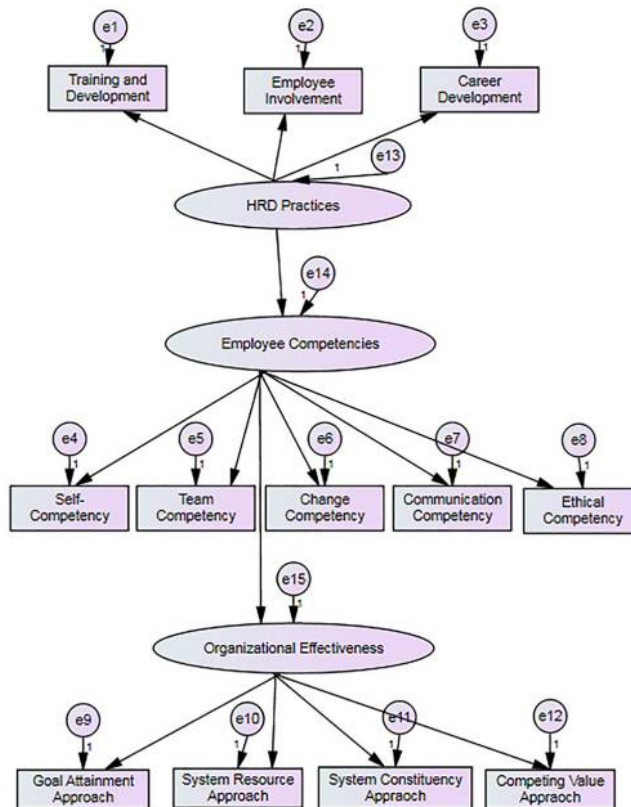 e1
e2
e3
1
1
1
Training and
Development
Employee
Involvement
Career
Development
1
e13
HRD Practices
e14
1
Employee Competencies
e4
e5
e6
e7
e8
1
1
1
1
1
Self-
Competency
Team
Competency
Change
Competency
Communication
Competency
Ethical
Competency
e15
1
Organizational Effectiveness
e9
e10
e11
e12
1
1
1
1
Goal Attainment
Approach
System Resource
Approach
System Constituency
Appraoch
Competing Value
Appraoch